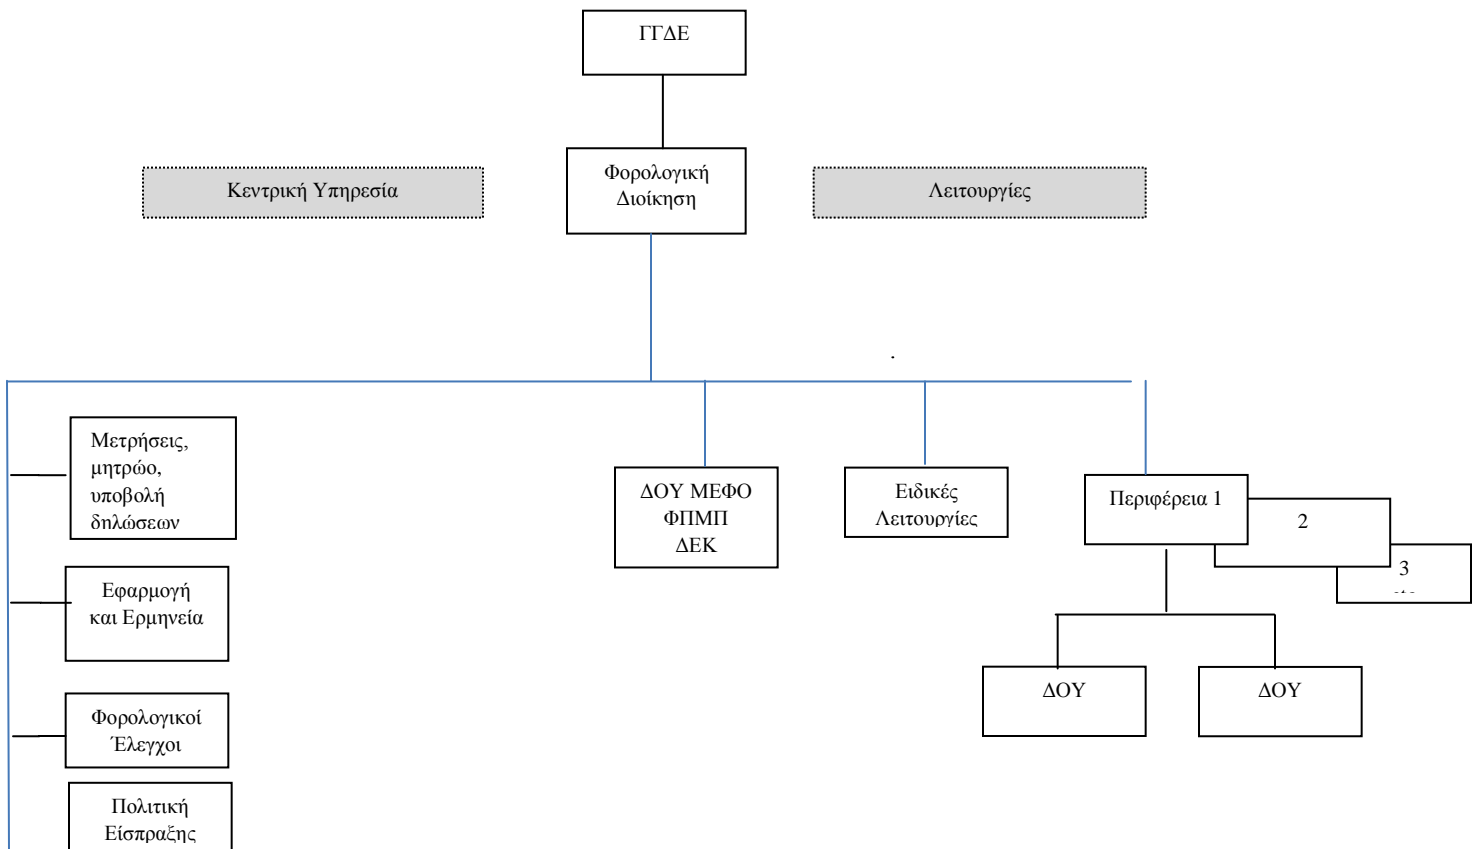 ΓΓΔΕ
Κεντρική Υπηρεσία
Φορολογική
Διοίκηση
Λειτουργίες
.
Μετρήσεις,
μητρώο,
υποβολή
δηλώσεων
ΔΟΥ ΜΕΦΟ
ΦΠΜΠ
ΔΕΚ
Ειδικές
Λειτουργίες
Περιφέρεια 1
2
3
Εφαρμογή
και Ερμηνεία
ΔΟΥ
ΔΟΥ
Φορολογικοί
Έλεγχοι
Πολιτική
Είσπραξης